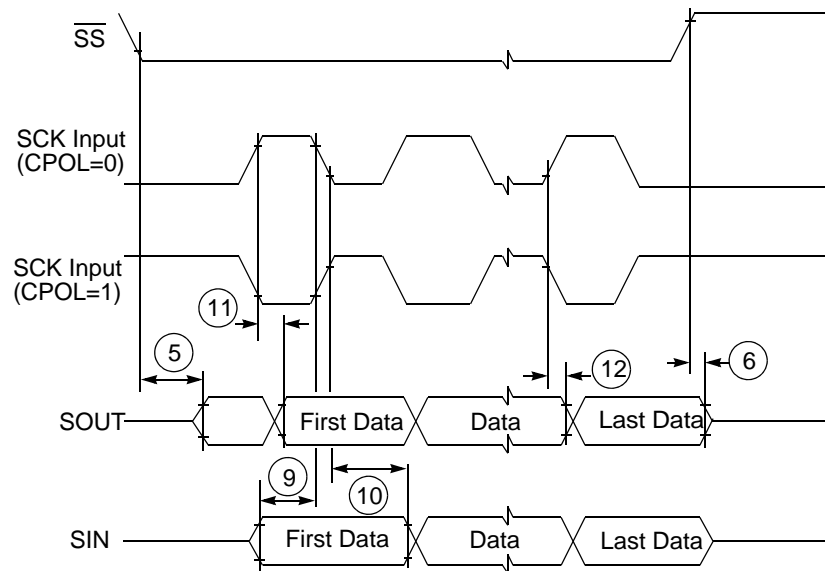 SS
SCK Input
(CPOL=0)
SCK Input
(CPOL=1)
11
5
12
6
SOUT
First Data
Data
Last Data
9
10
SIN
First Data
Data
Last Data